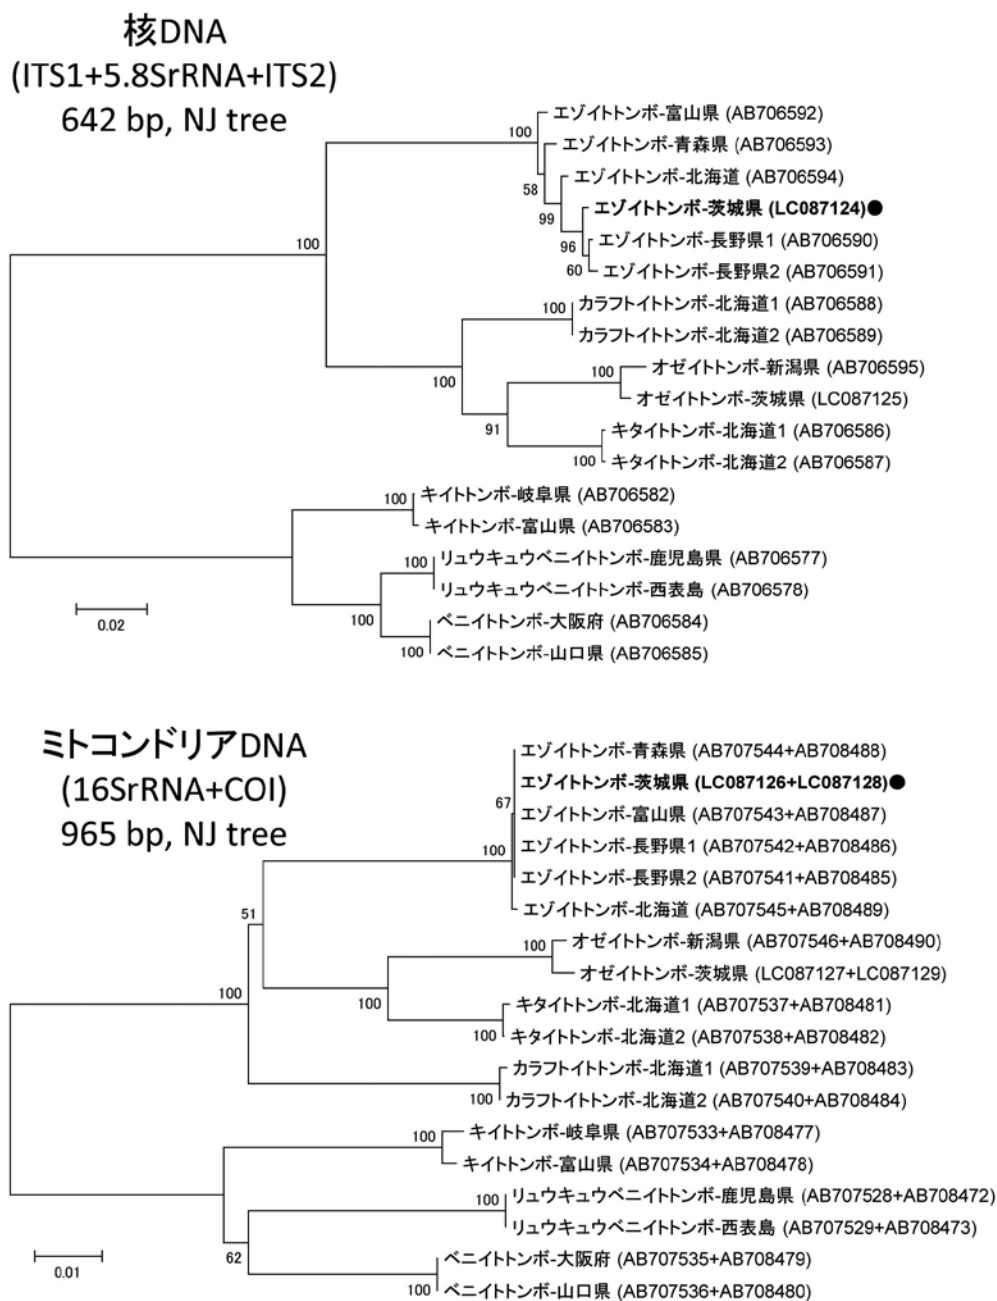 核DNA
(ITS1+5.8SrRNA+ITS2)
642 bp, NJ tree
エゾイトトンボ-富山県 (AB706592)
100
エゾイトトンボ-青森県 (AB706593)
エゾイトトンボ-北海道 (AB706594)
58
エゾイトトンボ-茨城県 (LC087124)●
99
エゾイトトンボ-長野県1 (AB706590)
100
96
エゾイトトンボ-長野県2 (AB706591)
60
カラフトイトトンボ-北海道1 (AB706588)
100
カラフトイトトンボ-北海道2 (AB706589)
オゼイトトンボ-新潟県 (AB706595)
100
100
オゼイトトンボ-茨城県 (LC087125)
キタイトトンボ-北海道1 (AB706586)
91
キタイトトンボ-北海道2 (AB706587)
100
キイトトンボ-岐阜県 (AB706582)
100
キイトトンボ-富山県 (AB706583)
リュウキュウベニイトトンボ-鹿児島県 (AB706577)
100
リュウキュウベニイトトンボ-西表島 (AB706578)
0.02
100
ベニイトトンボ-大阪府 (AB706584)
ベニイトトンボ-山口県 (AB706585)
100
ミトコンドリアDNA
(16SrRNA+COI)
965 bp, NJ tree
エゾイトトンボ-青森県 (AB707544+AB708488)
エゾイトトンボ-茨城県 (LC087126+LC087128)●
67
エゾイトトンボ-富山県 (AB707543+AB708487)
エゾイトトンボ-長野県1 (AB707542+AB708486)
100
エゾイトトンボ-長野県2 (AB707541+AB708485)
エゾイトトンボ-北海道 (AB707545+AB708489)
51
オゼイトトンボ-新潟県 (AB707546+AB708490)
100
オゼイトトンボ-茨城県 (LC087127+LC087129)
100
100
キタイトトンボ-北海道1 (AB707537+AB708481)
キタイトトンボ-北海道2 (AB707538+AB708482)
100
カラフトイトトンボ-北海道1 (AB707539+AB708483)
カラフトイトトンボ-北海道2 (AB707540+AB708484)
100
キイトトンボ-岐阜県 (AB707533+AB708477)
100
キイトトンボ-富山県 (AB707534+AB708478)
リュウキュウベニイトトンボ-鹿児島県 (AB707528+AB708472)
100
リュウキュウベニイトトンボ-西表島 (AB707529+AB708473)
62
ベニイトトンボ-大阪府 (AB707535+AB708479)
0.01
ベニイトトンボ-山口県 (AB707536+AB708480)
100